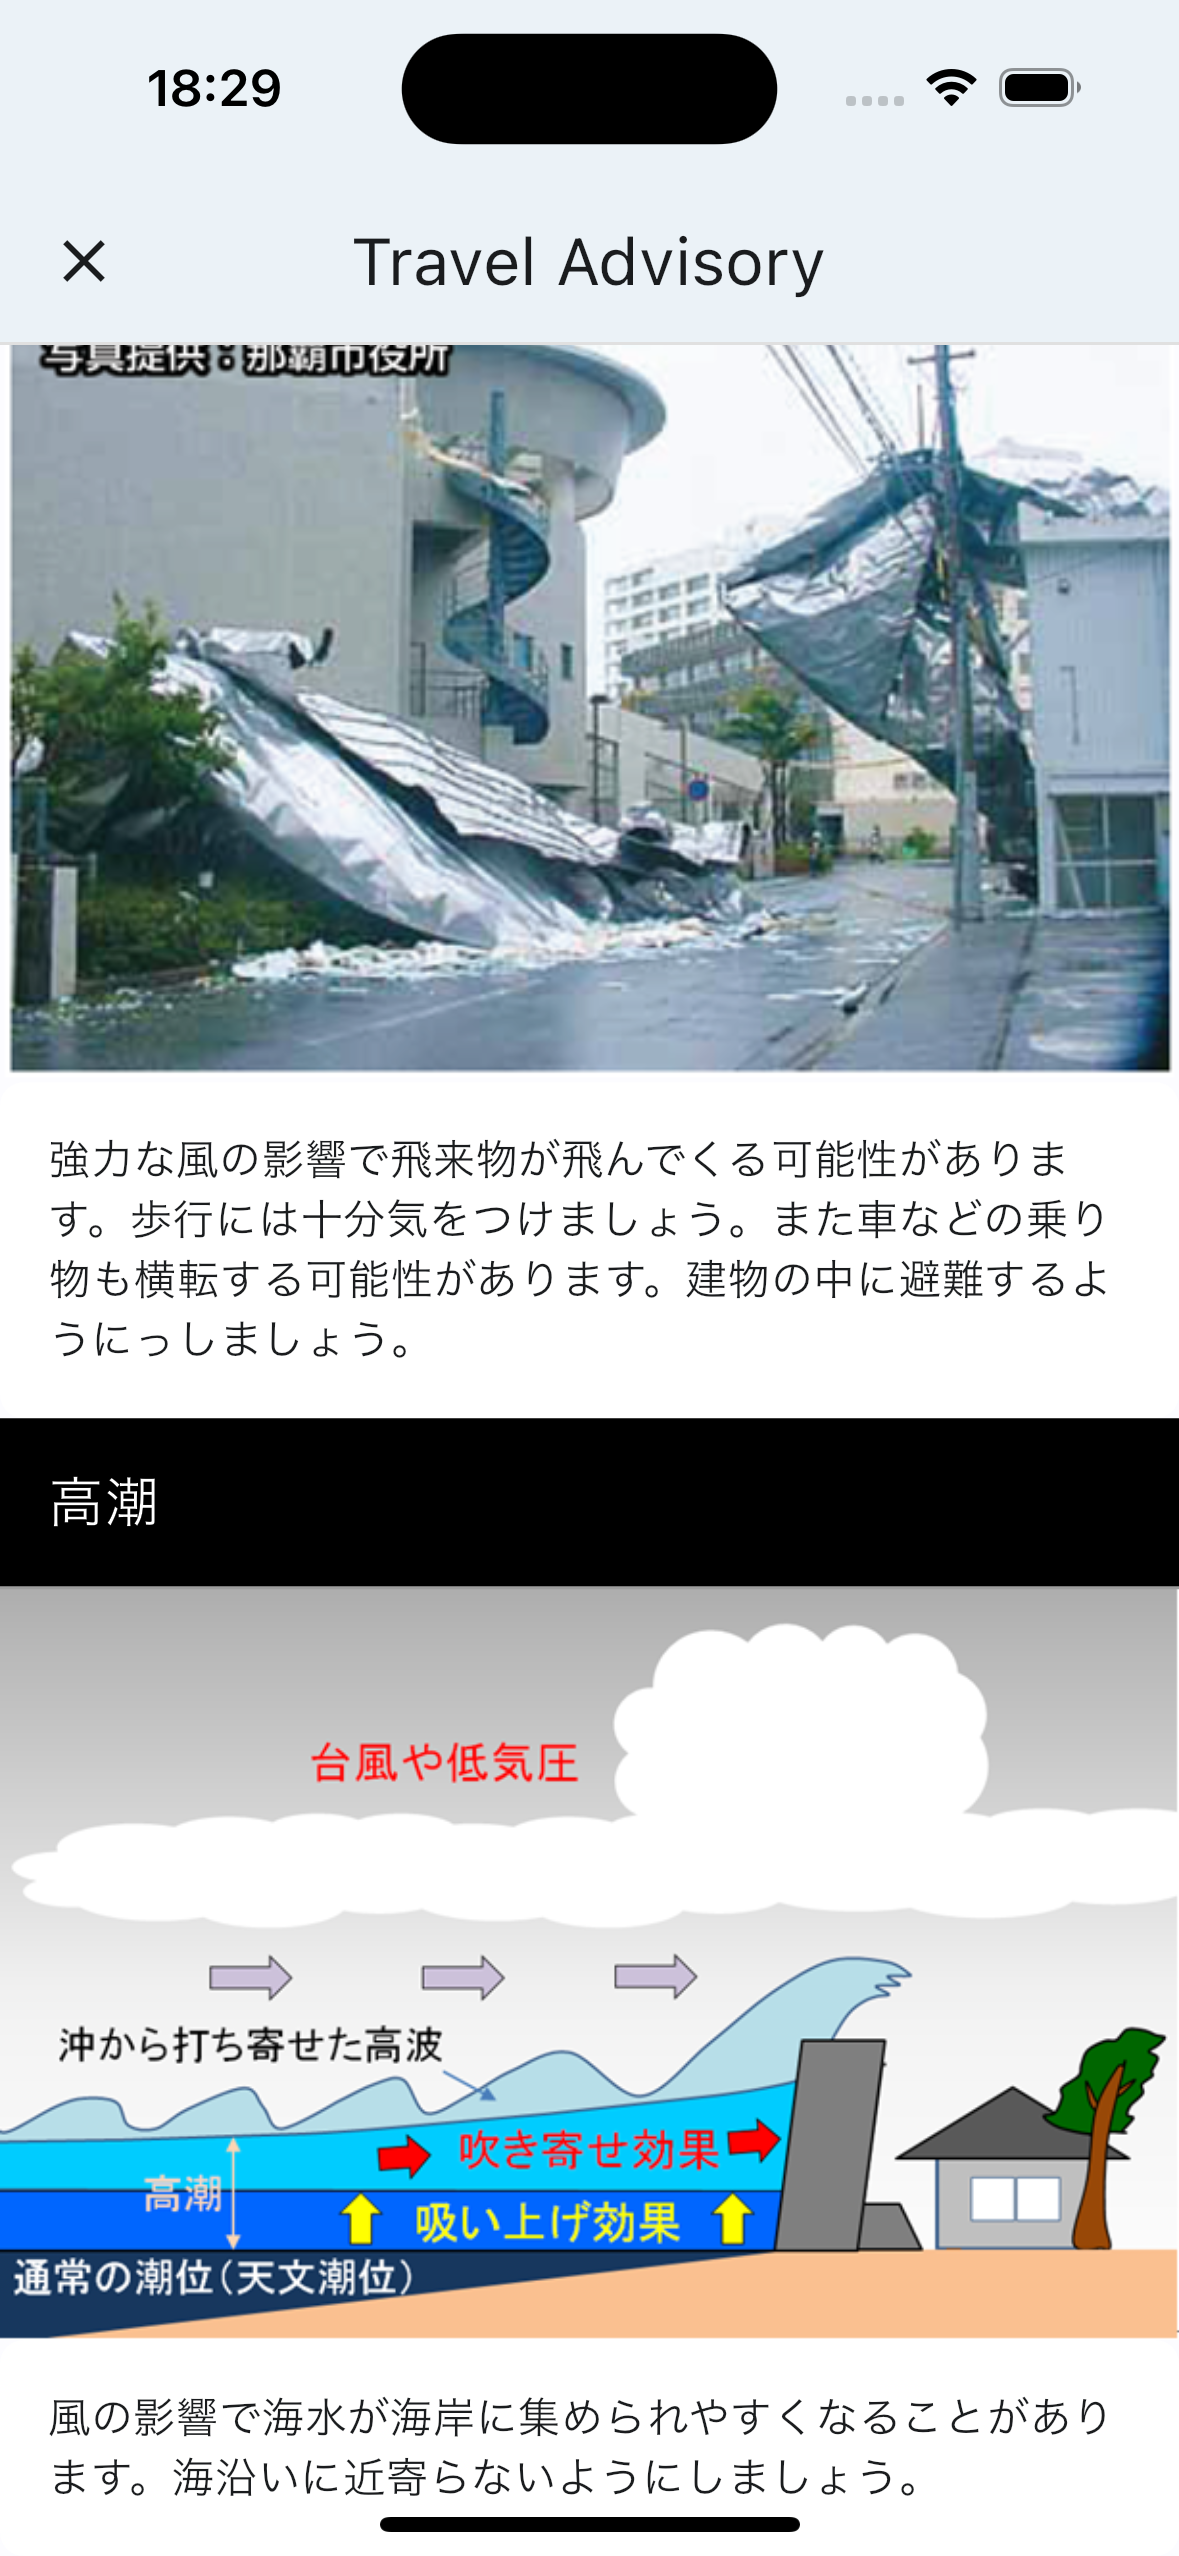 18:29
Travel Advisory
写真提供：那覇市役所
強力な風の影響で飛来物が飛んでくる可能性がありま
す。歩行には十分気をつけましょう。また車などの乗り
物も横転する可能性があります。建物の中に避難するよ
うにっしましょう。
高潮
台風や低気圧
沖から打ち寄せた高波
吹き寄せ効果
高潮
吸い上げ効果
通常の潮位（天文潮位）
風の影響で海水が海岸に集められやすくなることがあり
ます。海沿いに近寄らないようにしましょう。